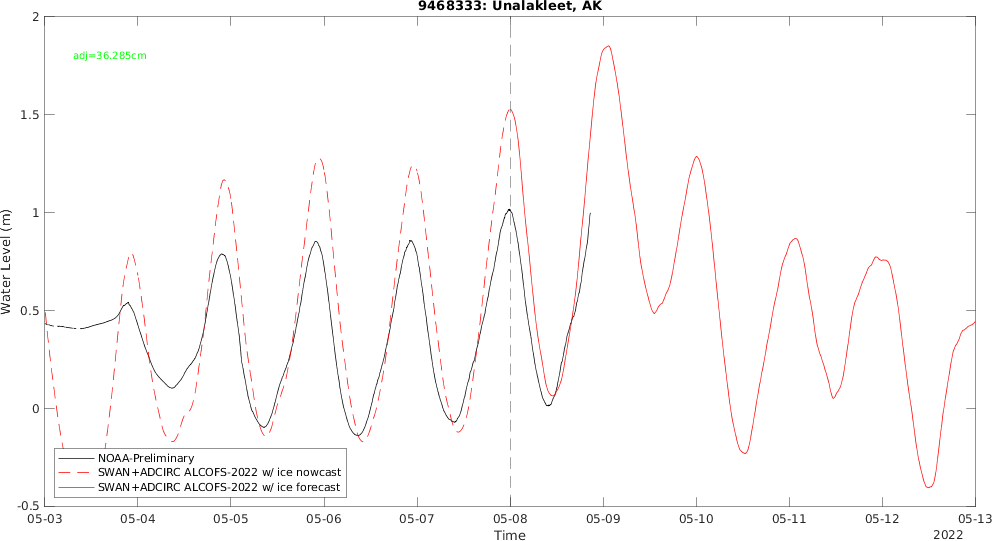 9468333: Unalakleet, AK
adj=36.285cm
Water Level (m)
2
1.5
1
0.5
0
-0.5
NOAA-Preliminary
SWAN+ADCIRC ALCOFS-2022 w/ ice nowcast
SWAN+ADCIRC ALCOFS-2022 w/ ice forecast
05-03 05-04 05-05 05-06 05-07 05-08 05-09 05-10 05-11 05-12 05-13
Time
2022